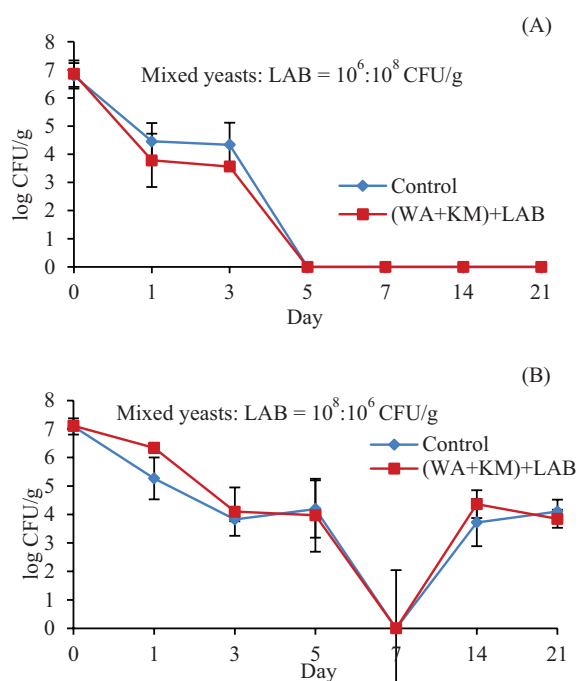 (A)
8
7
6
5
4
3
2
1
0
log CFU/g
Mixed yeasts: LAB = 10⁶:10⁸ CFU/g
Control
(WA+KM)+LAB
0 1 3 5 7 14 21
Day
(B)
8
7
6
5
4
3
2
1
0
log CFU/g
Mixed yeasts: LAB = 10⁸:10⁶ CFU/g
Control
(WA+KM)+LAB
0 1 3 5 7 14 21
Day